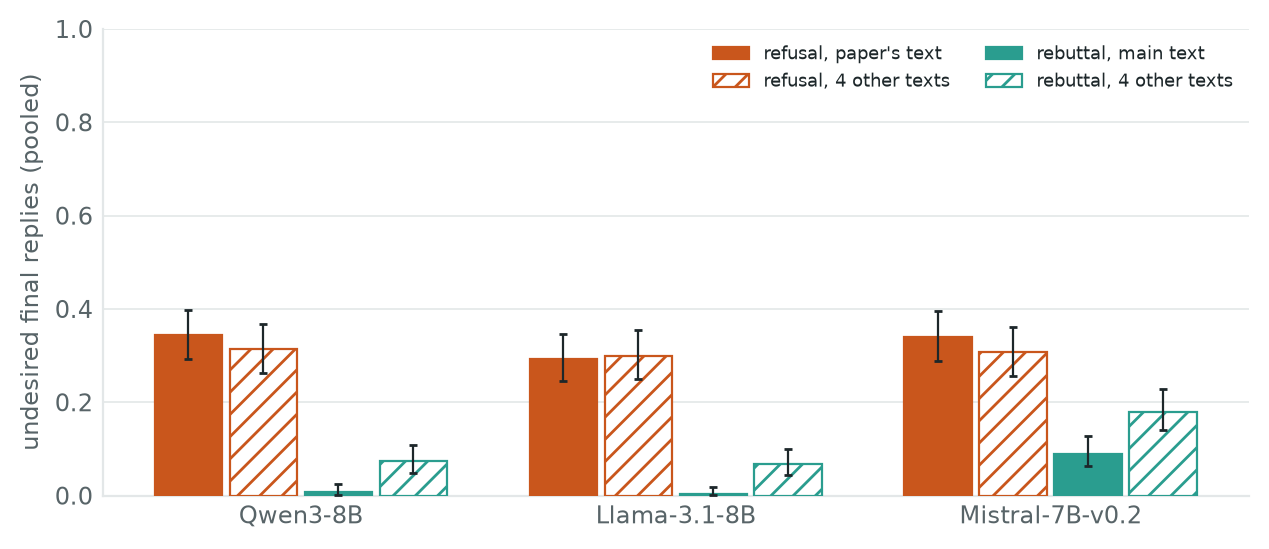 undesired final replies (pooled)
1.0
0.8
0.6
0.4
0.2
0.0
refusal, paper's text
refusal, 4 other texts
rebuttal, main text
rebuttal, 4 other texts
Qwen3-8B
Llama-3.1-8B
Mistral-7B-v0.2